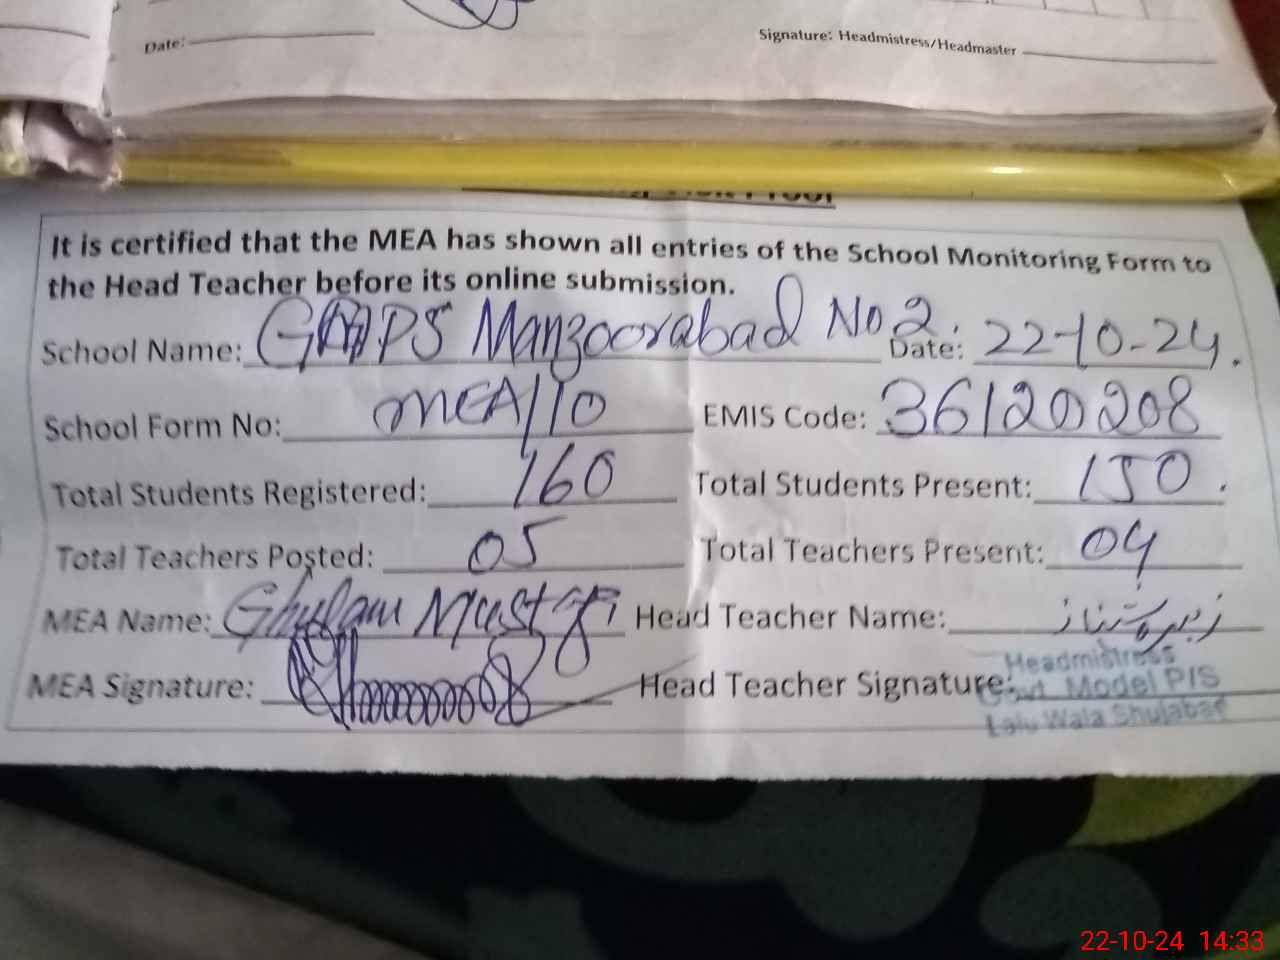 Date:
Signature: Headmistress/Headmaster
It is certified that the MEA has shown all entries of the School Monitoring Form to
the Head Teacher before its online submission.
School Name: GMPS Manzoorabad No 2. Date: 22-10-24.
School Form No: MEA/10 EMIS Code: 36120208
Total Students Registered: 160 Total Students Present: 150.
Total Teachers Posted: 05 Total Teachers Present: 04
MEA Name: Ghulam Mustafa Head Teacher Name:
MEA Signature: Head Teacher Signature:
Headmistress
Govt. Model P/S
Lalu Wala Shujabad
22-10-24 14:33